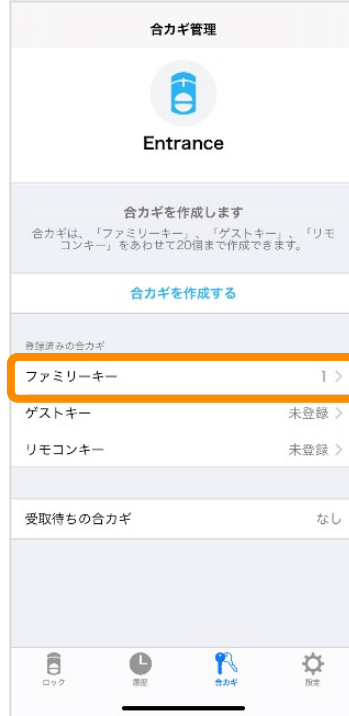 合カギ管理
Entrance
合カギを作成します
合カギは、「ファミリーキー」、「ゲストキー」、「リモ
コンキー」をあわせて20個まで作成できます。
合カギを作成する
登録済みの合カギ
ファミリーキー 1
ゲストキー 未登録
リモコンキー 未登録
受取待ちの合カギ なし
ロック 履歴 合カギ 設定